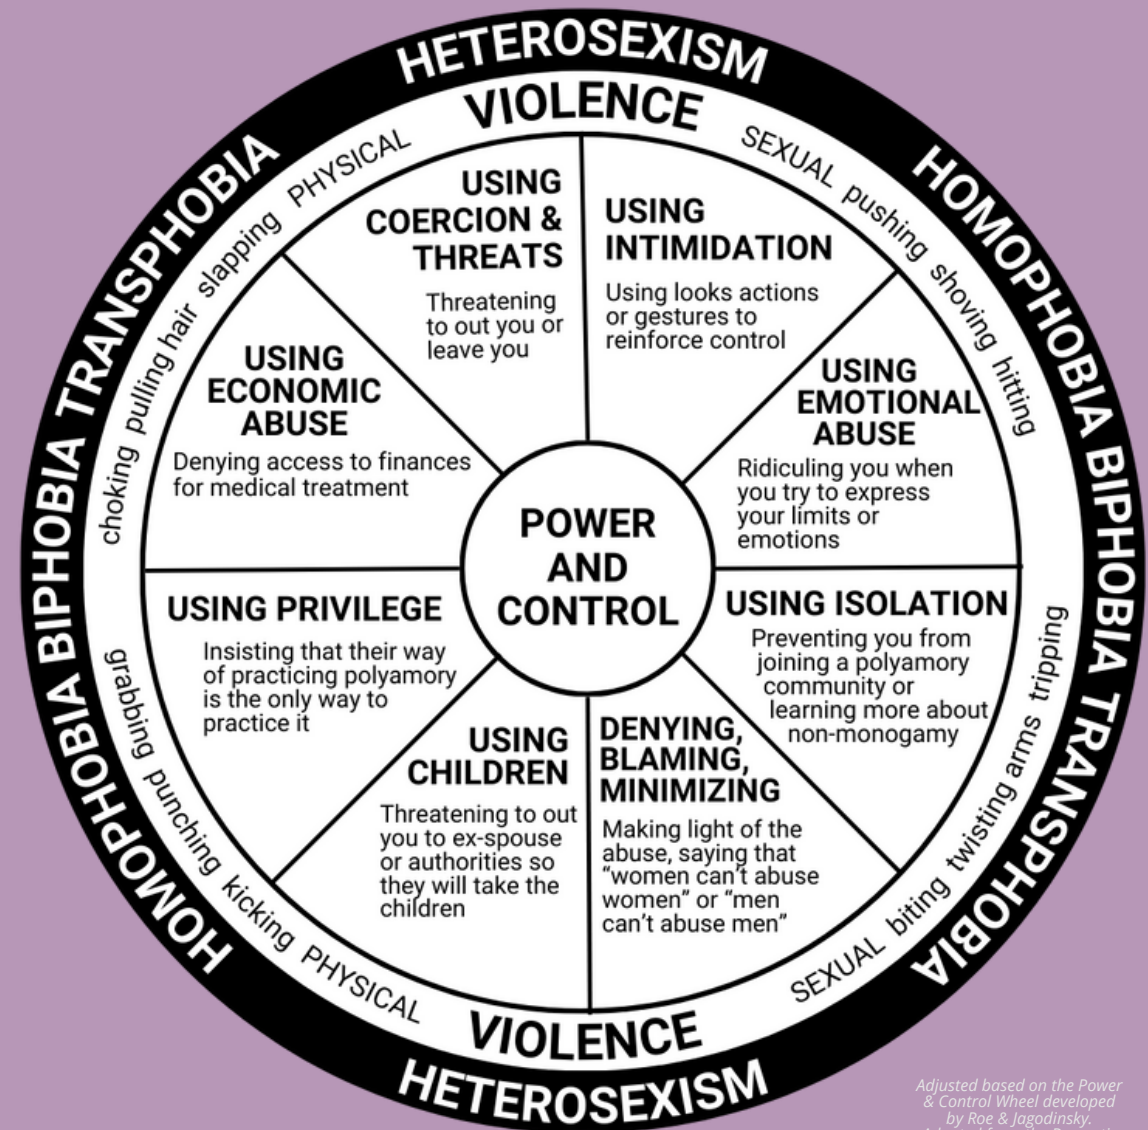 HETEROSEXISM
HOMOPHOBIA BIPHOBIA TRANSPHOBIA
HETEROSEXISM
HOMOPHOBIA BIPHOBIA TRANSPHOBIA
VIOLENCE
SEXUAL pushing shoving hitting
tripping twisting arms biting SEXUAL
VIOLENCE
PHYSICAL kicking punching grabbing
choking pulling hair slapping PHYSICAL
USING
COERCION &
THREATS
Threatening
to out you or
leave you
USING
INTIMIDATION
Using looks actions
or gestures to
reinforce control
USING
EMOTIONAL
ABUSE
Ridiculing you when
you try to express
your limits or
emotions
USING ISOLATION
Preventing you from
joining a polyamory
community or
learning more about
non-monogamy
DENYING,
BLAMING,
MINIMIZING
Making light of the
abuse, saying that
“women can’t abuse
women” or “men
can’t abuse men”
USING
CHILDREN
Threatening to out
you to ex-spouse
or authorities so
they will take the
children
USING PRIVILEGE
Insisting that their way
of practicing polyamory
is the only way to
practice it
USING
ECONOMIC
ABUSE
Denying access to finances
for medical treatment
POWER
AND
CONTROL
Adjusted based on the Power
& Control Wheel developed
by Roe & Jagodinsky.